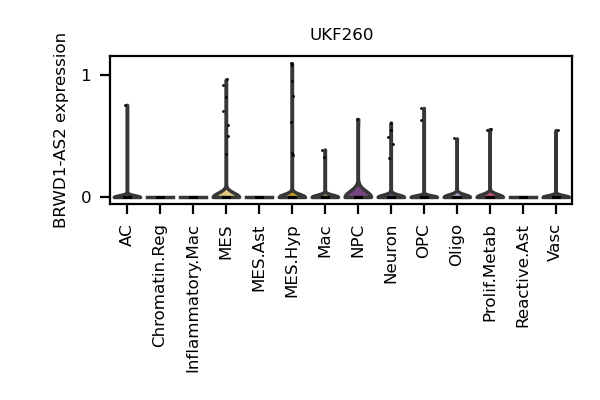 UKF260
BRWD1-AS2 expression
1
0
AC
Chromatin.Reg
Inflammatory.Mac
MES
MES.Ast
MES.Hyp
Mac
NPC
Neuron
OPC
Oligo
Prolif.Metab
Reactive.Ast
Vasc